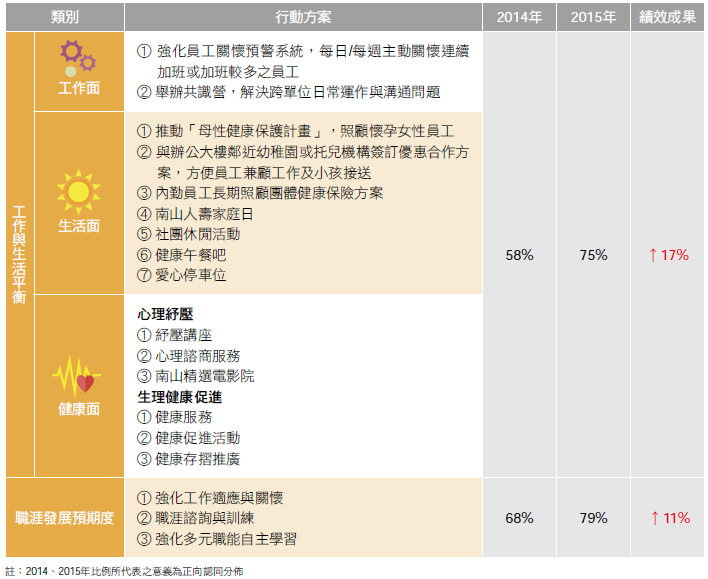 類別 行動方案 2014年 2015年 績效成果
工作與生活平衡
工作面
① 強化員工關懷預警系統，每日/每週主動關懷連續
加班或加班較多之員工
② 舉辦共識營，解決跨單位日常運作與溝通問題
生活面
① 推動「母性健康保護計畫」，照顧懷孕女性員工
② 與辦公大樓鄰近幼稚園或托兒機構簽訂優惠合作方
案，方便員工兼顧工作及小孩接送
③ 內勤員工長期照顧團體健康保險方案
④ 南山人壽家庭日
⑤ 社團休閒活動
⑥ 健康午餐吧
⑦ 愛心停車位
健康面
心理紓壓
① 紓壓講座
② 心理諮商服務
③ 南山精選電影院
生理健康促進
① 健康服務
② 健康促進活動
③ 健康存摺推廣
58% 75% ↑17%
職涯發展預期度
① 強化工作適應與關懷
② 職涯諮詢與訓練
③ 強化多元職能自主學習
68% 79% ↑11%
註：2014、2015年比例所代表之意義為正向認同分佈